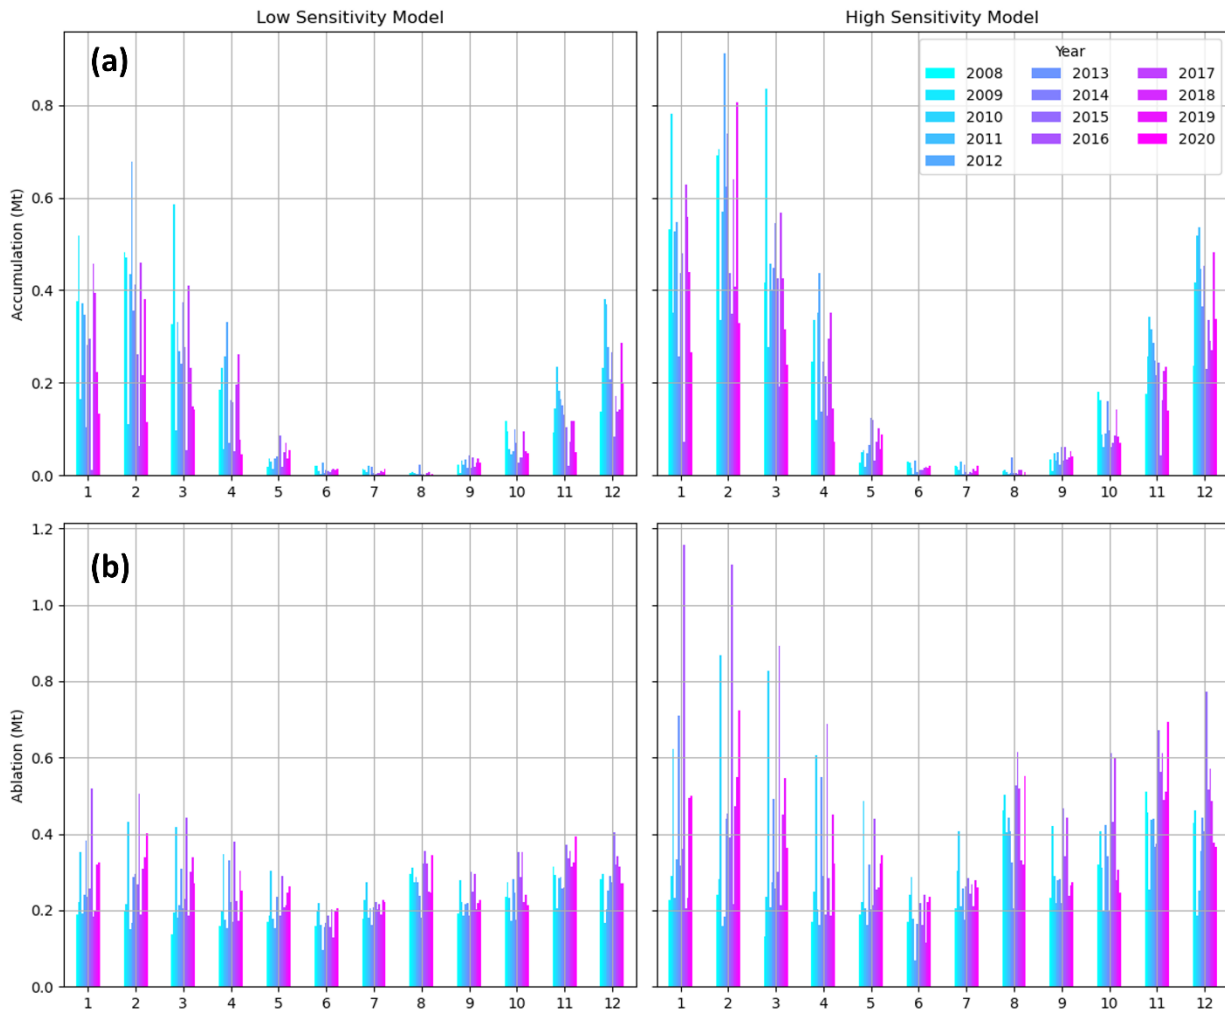 Low Sensitivity Model
High Sensitivity Model
(a)
Accumulation (Mt)
0.8
0.6
0.4
0.2
0.0
1 2 3 4 5 6 7 8 9 10 11 12
Year
2008 2013 2017
2009 2014 2018
2010 2015 2019
2011 2016 2020
2012
1 2 3 4 5 6 7 8 9 10 11 12
(b)
Ablation (Mt)
1.2
1.0
0.8
0.6
0.4
0.2
0.0
1 2 3 4 5 6 7 8 9 10 11 12
1 2 3 4 5 6 7 8 9 10 11 12